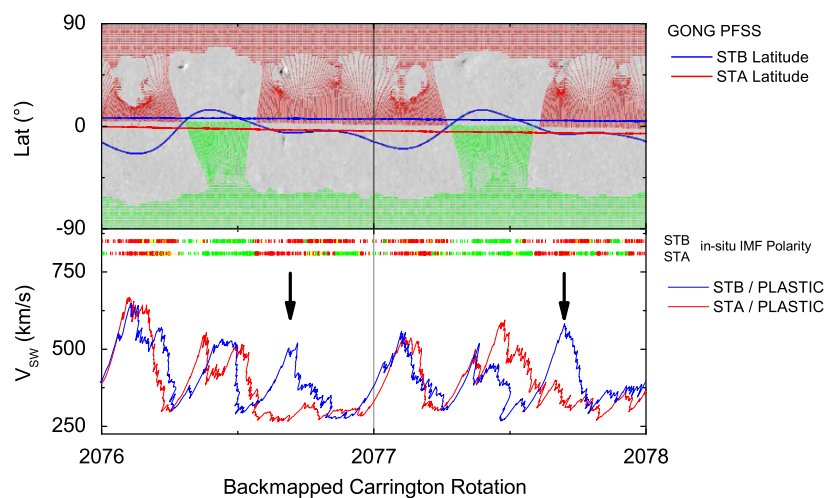 90
GONG PFSS
STB Latitude
STA Latitude
Lat (°)
0
-90
STB
STA
in-situ IMF Polarity
750
STB / PLASTIC
STA / PLASTIC
V SW (km/s)
500
250
2076
2077
2078
Backmapped Carrington Rotation